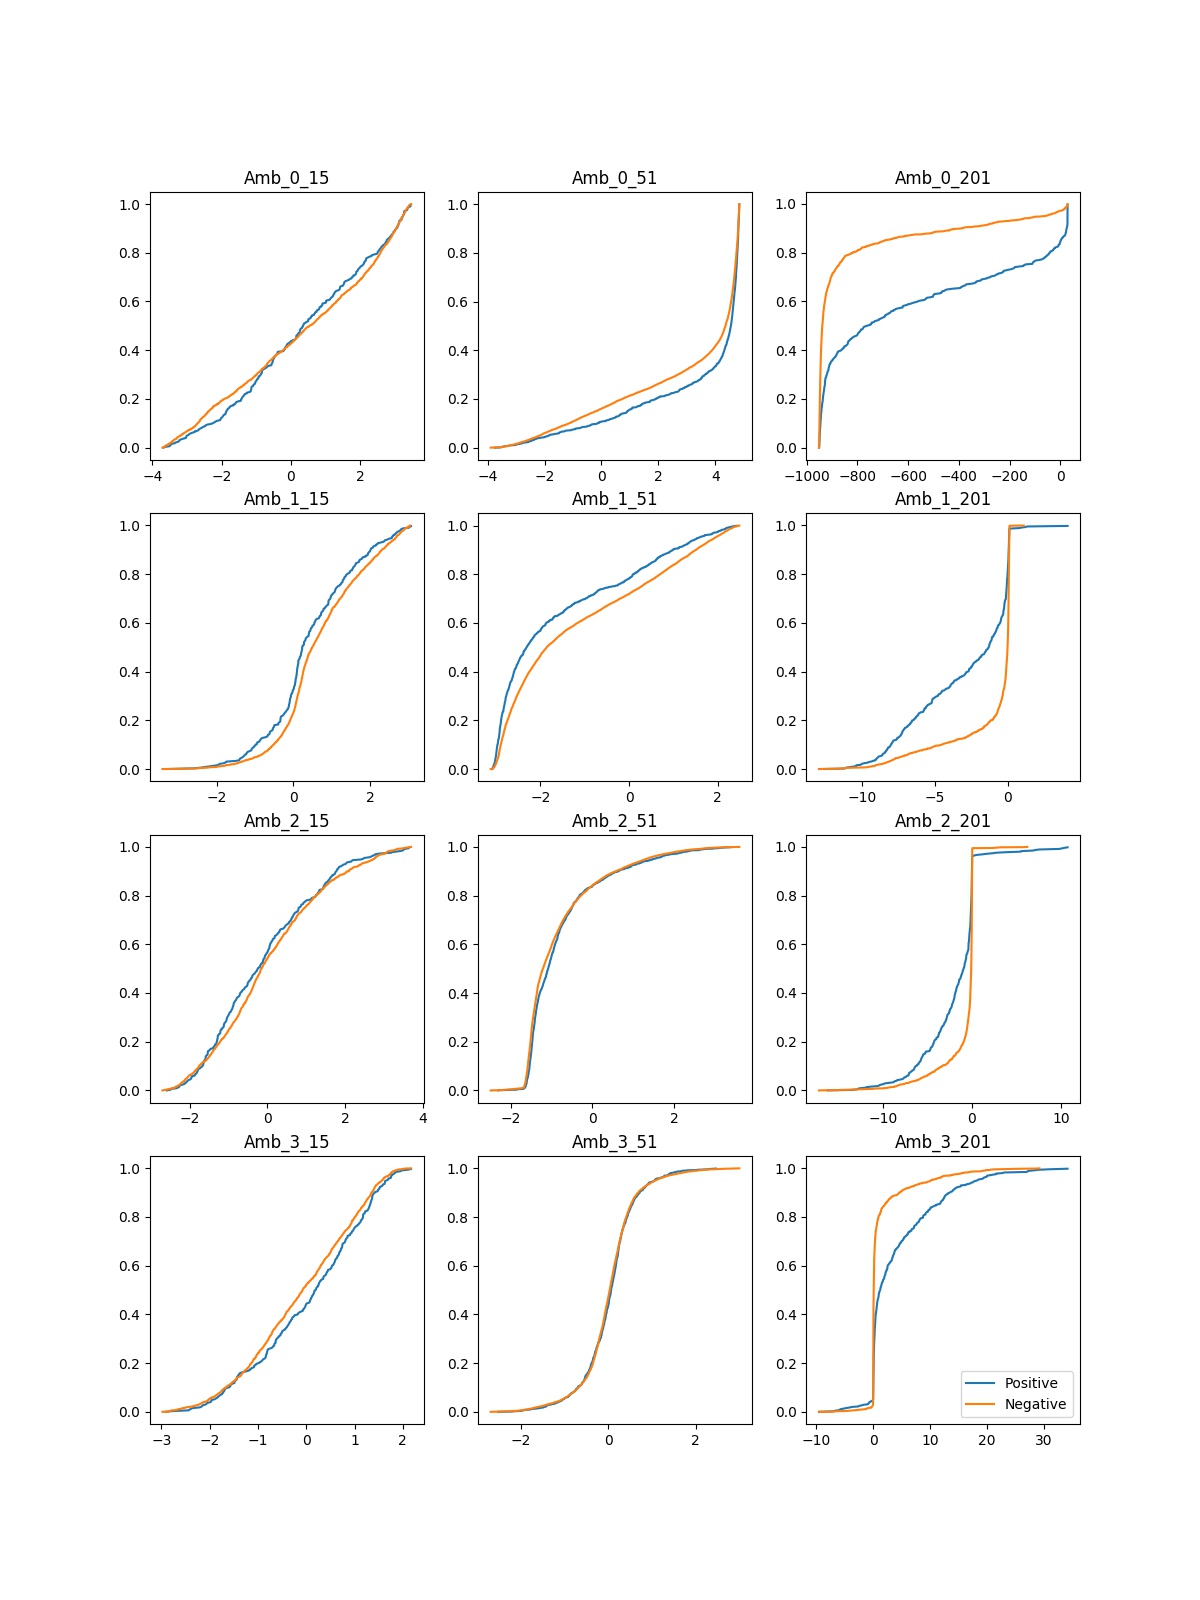 Amb_0_15 Amb_0_51 Amb_0_201
1.0 1.0 1.0
0.8 0.8 0.8
0.6 0.6 0.6
0.4 0.4 0.4
0.2 0.2 0.2
0.0 0.0 0.0
−4 −2 0 2 −4 −2 0 2 4 −1000 −800 −600 −400 −200 0
Amb_1_15 Amb_1_51 Amb_1_201
1.0 1.0 1.0
0.8 0.8 0.8
0.6 0.6 0.6
0.4 0.4 0.4
0.2 0.2 0.2
0.0 0.0 0.0
−2 0 2 −2 0 2 −10 −5 0
Amb_2_15 Amb_2_51 Amb_2_201
1.0 1.0 1.0
0.8 0.8 0.8
0.6 0.6 0.6
0.4 0.4 0.4
0.2 0.2 0.2
0.0 0.0 0.0
−2 0 2 4 −2 0 2 −10 0 10
Amb_3_15 Amb_3_51 Amb_3_201
1.0 1.0 1.0
0.8 0.8 0.8
0.6 0.6 0.6
0.4 0.4 0.4
0.2 0.2 0.2
Positive
Negative
0.0 0.0 0.0
−3 −2 −1 0 1 2 −2 0 2 −10 0 10 20 30